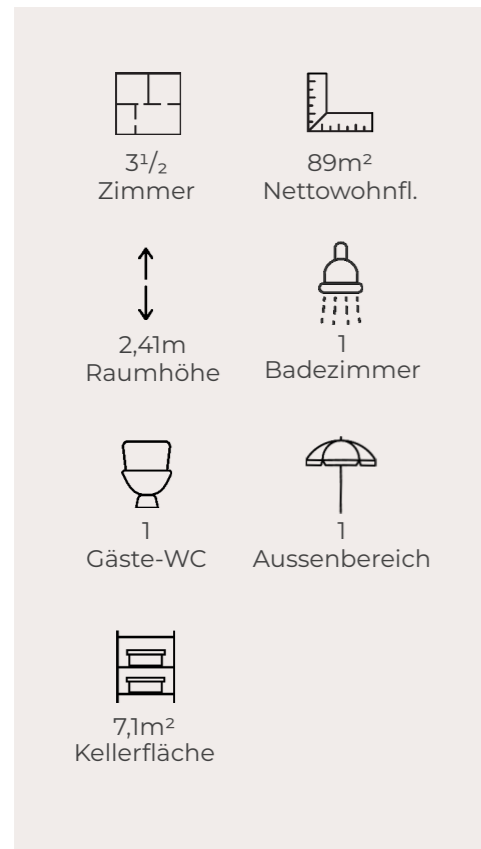 3½
Zimmer
89m²
Nettowohnfl.
2,41m
Raumhöhe
1
Badezimmer
1
Gäste-WC
1
Aussenbereich
7,1m²
Kellerfläche